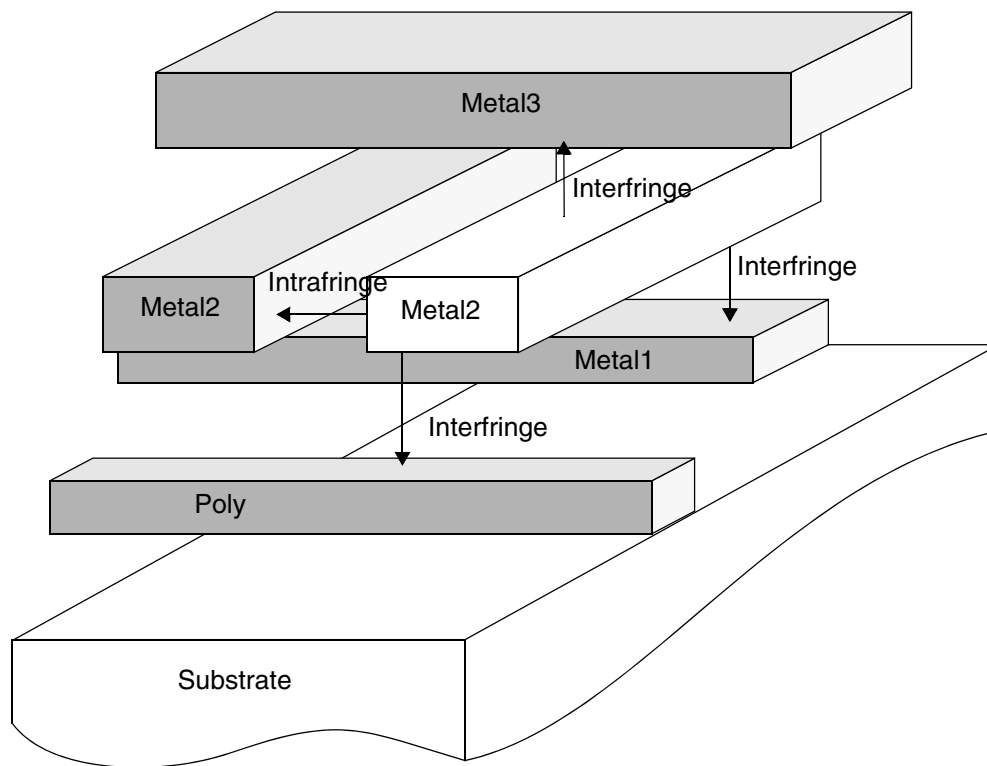 Metal3
Interfringe
Interfringe
Intrafringe
Metal2
Metal2
Metal1
Interfringe
Poly
Substrate